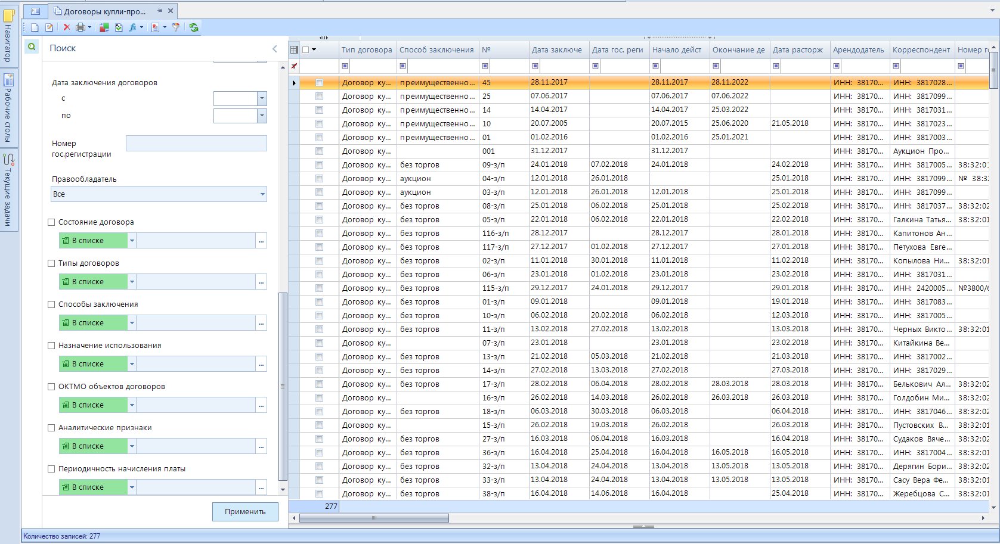 Договоры купли-про...
Навигатор
Рабочие столы
Текущие задачи
Поиск
Дата заключения договоров
с
по
Номер
гос.регистрации
Правообладатель
Все
Состояние договора
В списке ...
Типы договоров
В списке ...
Способы заключения
В списке ...
Назначение использования
В списке ...
ОКТМО объектов договоров
В списке ...
Аналитические признаки
В списке ...
Периодичность начисления платы
В списке ...
Применить
Тип договора Способ заключения № Дата заключе Дата гос. реги Начало дейст Окончание де Дата расторж Арендодатель Корреспондент Номер г
Договор ку... преимущественно... 45 28.11.2017 28.11.2017 28.11.2022 ИНН: 38170... ИНН: 3817028...
Договор ку... преимущественно... 25 07.06.2017 07.06.2017 07.06.2022 ИНН: 38170... ИНН: 3817099...
Договор ку... преимущественно... 14 14.04.2017 14.04.2017 25.03.2022 ИНН: 38170... ИНН: 3817031...
Договор ку... преимущественно... 10 20.07.2005 20.07.2015 25.06.2020 21.05.2018 ИНН: 38170... ИНН: 3817023...
Договор ку... преимущественно... 01 01.02.2016 01.02.2016 25.01.2021 ИНН: 38170... ИНН: 3817003...
Договор ку... 001 31.12.2017 31.12.2017 ИНН: 38170... Аукцион Про...
Договор ку... без торгов 09-з/п 24.01.2018 07.02.2018 24.01.2018 24.02.2018 ИНН: 38170... ИНН: 3817005... 38:32:01
Договор ку... аукцион 04-з/п 12.01.2018 26.01.2018 25.01.2018 ИНН: 38170... ИНН: 3817099... № 38:32
Договор ку... аукцион 03-з/п 12.01.2018 26.01.2018 12.01.2018 25.01.2018 ИНН: 38170... ИНН: 3817099...
Договор ку... без торгов 08-з/п 25.01.2018 06.02.2018 25.01.2018 25.02.2018 ИНН: 38170... ИНН: 3817037... 38:32:02
Договор ку... без торгов 05-з/п 22.01.2018 06.02.2018 22.01.2018 22.02.2018 ИНН: 38170... Галкина Татья... 38:32:01
Договор ку... без торгов 116-з/п 28.12.2017 28.12.2017 28.01.2018 ИНН: 38170... Капитонов Ан...
Договор ку... без торгов 117-з/п 27.12.2017 01.02.2018 27.12.2017 27.01.2018 ИНН: 38170... Петухова Евге...
Договор ку... без торгов 02-з/п 11.01.2018 30.01.2018 11.01.2018 11.02.2018 ИНН: 38170... Копылова Ни... 38:32:01
Договор ку... без торгов 06-з/п 23.01.2018 01.02.2018 23.01.2018 23.02.2018 ИНН: 38170... ИНН: 3817031...
Договор ку... без торгов 115-з/п 29.12.2017 24.01.2018 29.12.2017 29.01.2018 ИНН: 38170... ИНН: 2420005... №3800/6
Договор ку... без торгов 01-з/п 09.01.2018 09.01.2018 19.01.2018 ИНН: 38170... ИНН: 3817083...
Договор ку... без торгов 10-з/п 06.02.2018 20.02.2018 06.02.2018 12.03.2018 ИНН: 38170... ИНН: 3817005...
Договор ку... без торгов 11-з/п 13.02.2018 27.02.2018 13.02.2018 13.03.2018 ИНН: 38170... Черных Викто... 38:32:01
Договор ку... 07-з/п 23.01.2018 23.01.2018 23.02.2018 ИНН: 38170... Китайкина Ве...
Договор ку... без торгов 13-з/п 21.02.2018 05.03.2018 21.02.2018 21.03.2018 ИНН: 38170... ИНН: 3817002...
Договор ку... без торгов 14-з/п 27.02.2018 13.03.2018 27.02.2018 27.03.2018 ИНН: 38170... ИНН: 3817029...
Договор ку... без торгов 17-з/п 28.02.2018 06.04.2018 28.02.2018 28.03.2018 28.03.2018 ИНН: 38170... Белькович Ал... 38:32:02
Договор ку... 16-з/п 26.02.2018 14.03.2018 26.02.2018 26.03.2018 26.03.2018 ИНН: 38170... Голдобин Ми... 38:32:02
Договор ку... без торгов 18-з/п 06.03.2018 30.03.2018 06.03.2018 06.04.2018 ИНН: 38170... ИНН: 3817046... 38:32:02
Договор ку... 15-з/п 26.02.2018 19.03.2018 26.02.2018 26.03.2018 ИНН: 38170... Пустовских В... 38:32:01
Договор ку... без торгов 27-з/п 16.03.2018 06.04.2018 16.03.2018 16.04.2018 ИНН: 38170... Судаков Вяче... 38:32:02
Договор ку... без торгов 36-з/п 16.04.2018 25.04.2018 16.04.2018 16.05.2018 16.05.2018 ИНН: 38170... ИНН: 3817004... 38:32:01
Договор ку... без торгов 32-з/п 13.04.2018 24.04.2018 13.04.2018 13.05.2018 13.05.2018 ИНН: 38170... Дерягин Бори... 38:32:02
Договор ку... без торгов 33-з/п 13.04.2018 24.04.2018 13.04.2018 13.05.2018 13.05.2018 ИНН: 38170... Сасу Вера Фе... 38:32:01
Договор ку... без торгов 38-з/п 16.04.2018 14.06.2018 16.04.2018 25.04.2018 ИНН: 38170... Жеребцова С... 38:32:01
277
Количество записей: 277